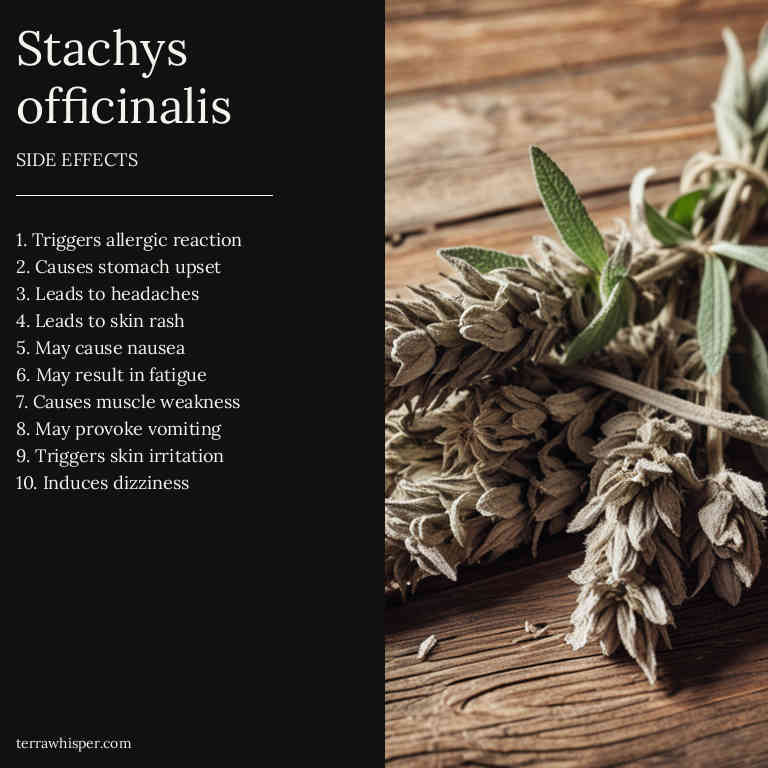 Stachys
officinalis
SIDE EFFECTS
1. Triggers allergic reaction
2. Causes stomach upset
3. Leads to headaches
4. Leads to skin rash
5. May cause nausea
6. May result in fatigue
7. Causes muscle weakness
8. May provoke vomiting
9. Triggers skin irritation
10. Induces dizziness
terrawhisper.com